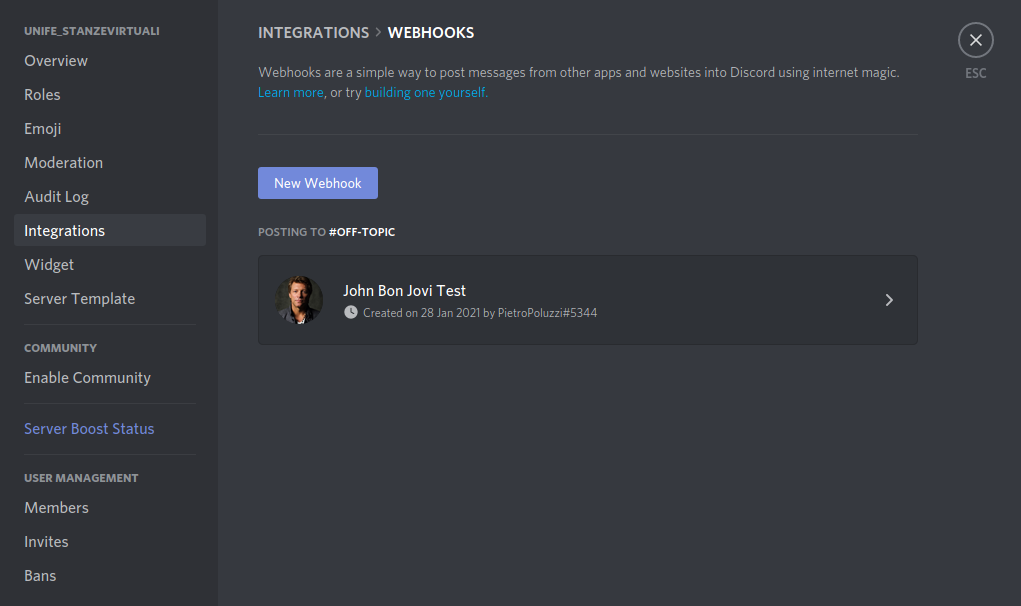 UNIFE_STANZEVIRTUALI
Overview
Roles
Emoji
Moderation
Audit Log
Integrations
Widget
Server Template
COMMUNITY
Enable Community
Server Boost Status
USER MANAGEMENT
Members
Invites
Bans
INTEGRATIONS > WEBHOOKS
Webhooks are a simple way to post messages from other apps and websites into Discord using internet magic.
Learn more, or try building one yourself.
New Webhook
POSTING TO #OFF-TOPIC
John Bon Jovi Test
Created on 28 Jan 2021 by PietroPoluzzi#5344
ESC